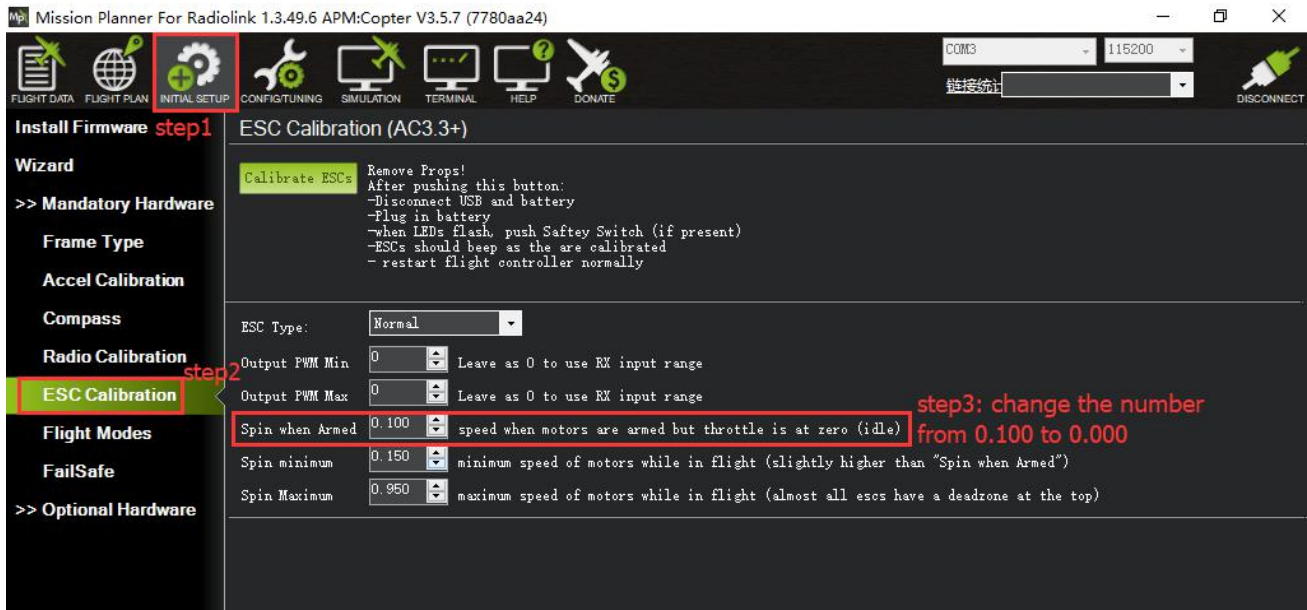 Mission Planner For Radiolink 1.3.49.6 APM:Copter V3.5.7 (7780aa24)
FLIGHT DATA FLIGHT PLAN INITIAL SETUP CONFIG/TUNING SIMULATION TERMINAL HELP DONATE
COM3 115200
链接统计
DISCONNECT
Install Firmware step1
Wizard
>> Mandatory Hardware
Frame Type
Accel Calibration
Compass
Radio Calibration
step2
ESC Calibration
Flight Modes
FailSafe
>> Optional Hardware
ESC Calibration (AC3.3+)
Calibrate ESCs
Remove Props!
After pushing this button:
-Disconnect USB and battery
-Plug in battery
-when LEDs flash, push Saftey Switch (if present)
-ESCs should beep as the are calibrated
- restart flight controller normally
ESC Type: Normal
Output PWM Min 0 Leave as 0 to use RX input range
Output PWM Max 0 Leave as 0 to use RX input range
Spin when Armed 0.100 speed when motors are armed but throttle is at zero (idle)
step3: change the number
from 0.100 to 0.000
Spin minimum 0.150 minimum speed of motors while in flight (slightly higher than "Spin when Armed")
Spin Maximum 0.950 maximum speed of motors while in flight (almost all escs have a deadzone at the top)